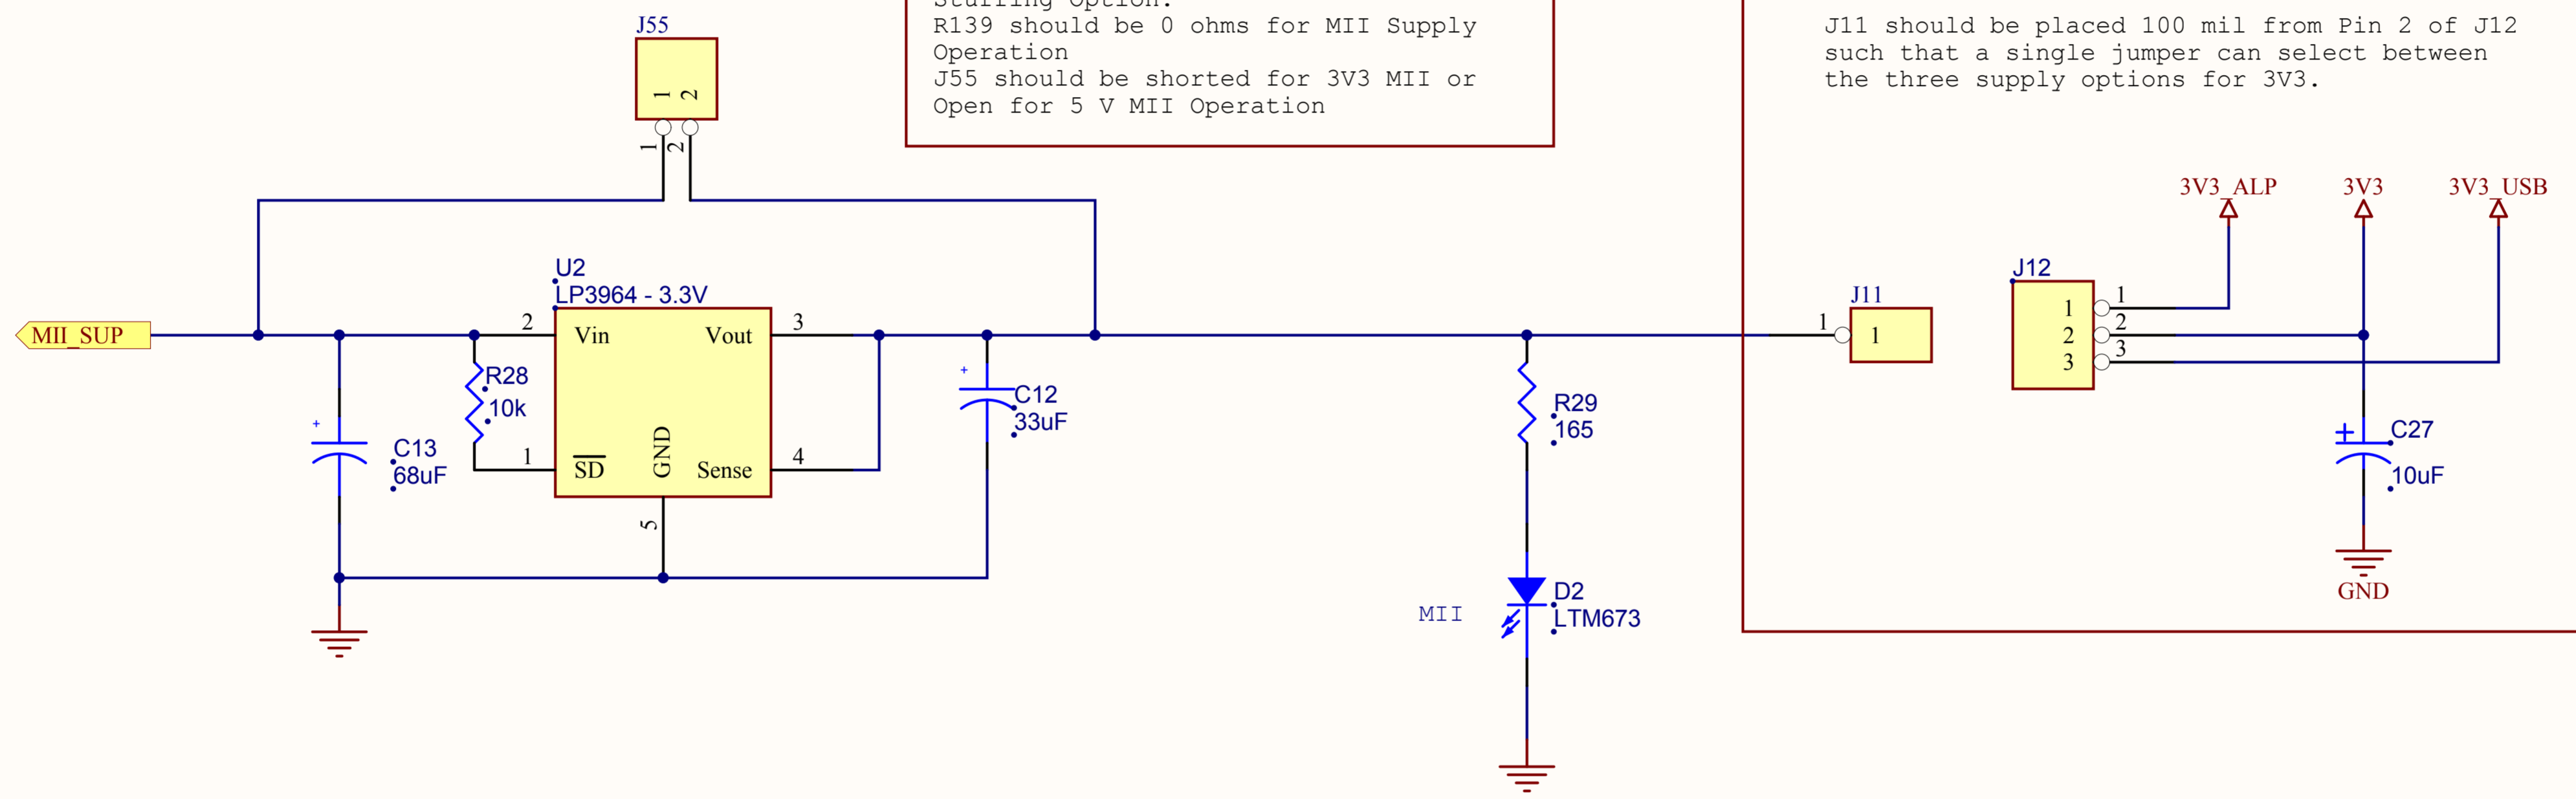 Stuffing Option:
R139 should be 0 ohms for MII Supply
Operation
J55 should be shorted for 3V3 MII or
Open for 5 V MII Operation
J11 should be placed 100 mil from Pin 2 of J12
such that a single jumper can select between
the three supply options for 3V3.
J55
1 2
1 2
3V3_ALP
3V3
3V3_USB
U2
LP3964 - 3.3V
MII_SUP
2
Vin
Vout
3
1
SD
GND
Sense
4
5
R28
10k
C13
68uF
C12
33uF
R29
165
MII
D2
LTM673
J11
1
1
J12
1
1
2
2
3
3
C27
10uF
GND